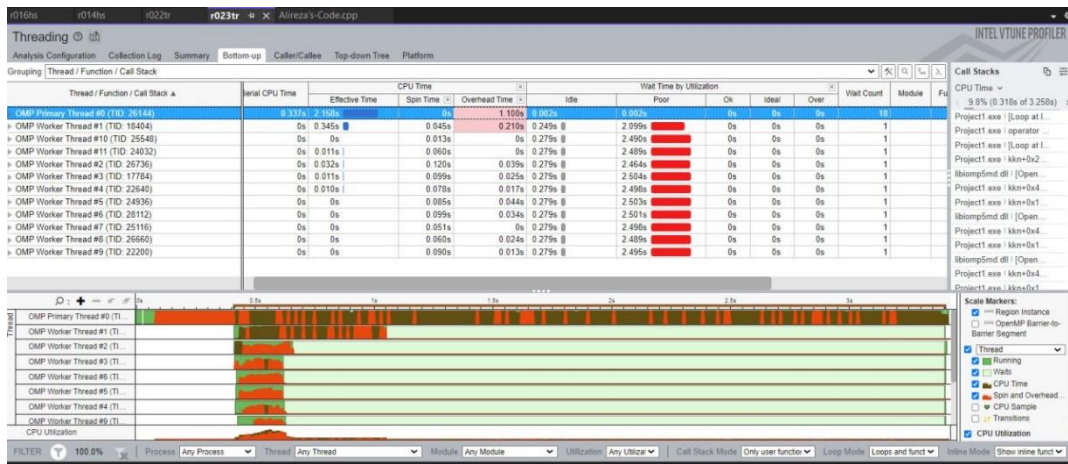 r016hs r014hs r022tr r023tr Alireza's-Code.cpp
Threading
INTEL VTUNE PROFILER
Analysis Configuration Collection Log Summary Bottom-up Caller/Callee Top-down Tree Platform
Grouping: Thread / Function / Call Stack
Call Stacks
Thread / Function / Call Stack CPU Time Wait Time by Utilization Wait Count Module
Serial CPU Time Effective Time Spin Time Overhead Time Idle Poor Ok Ideal Over
CPU Time
9.8% (0.318s of 3.258s)
OMP Primary Thread #0 (TID: 26144) 0.337s 2.158s 0s 1.100s 0.002s 0.002s 0s 0s 0s 18
OMP Worker Thread #1 (TID: 18404) 0s 0.345s 0.045s 0.210s 0.249s 2.099s 0s 0s 0s 1
OMP Worker Thread #10 (TID: 25548) 0s 0s 0.013s 0s 0.279s 2.490s 0s 0s 0s 1
OMP Worker Thread #11 (TID: 24032) 0s 0.011s 0.060s 0s 0.279s 2.489s 0s 0s 0s 1
OMP Worker Thread #2 (TID: 26736) 0s 0.032s 0.120s 0.039s 0.279s 2.464s 0s 0s 0s 1
OMP Worker Thread #3 (TID: 17784) 0s 0.011s 0.099s 0.025s 0.279s 2.504s 0s 0s 0s 1
OMP Worker Thread #4 (TID: 22640) 0s 0.010s 0.078s 0.017s 0.279s 2.498s 0s 0s 0s 1
OMP Worker Thread #5 (TID: 24936) 0s 0s 0.085s 0.044s 0.279s 2.503s 0s 0s 0s 1
OMP Worker Thread #6 (TID: 28112) 0s 0s 0.099s 0.034s 0.279s 2.501s 0s 0s 0s 1
OMP Worker Thread #7 (TID: 25116) 0s 0s 0.051s 0s 0.279s 2.498s 0s 0s 0s 1
OMP Worker Thread #8 (TID: 26660) 0s 0s 0.060s 0.024s 0.279s 2.489s 0s 0s 0s 1
OMP Worker Thread #9 (TID: 22200) 0s 0s 0.090s 0.013s 0.279s 2.495s 0s 0s 0s 1
Project1.exe ! [Loop at l...
Project1.exe ! operator ...
Project1.exe ! [Loop at l...
Project1.exe ! kkn+0x2...
libiomp5md.dll ! [Open...
Project1.exe ! kkn+0x1...
Project1.exe ! kkn+0x4...
libiomp5md.dll ! [Open...
Project1.exe ! kkn+0x4...
Project1.exe ! kkn+0x1...
libiomp5md.dll ! [Open...
Project1.exe ! kkn+0x4...
Project1.exe ! kkn+0x1...
0s 0.5s 1s 1.5s 2s 2.5s 3s
Thread
OMP Primary Thread #0 (TI...
OMP Worker Thread #1 (TI...
OMP Worker Thread #2 (TI...
OMP Worker Thread #3 (TI...
OMP Worker Thread #6 (TI...
OMP Worker Thread #5 (TI...
OMP Worker Thread #4 (TI...
OMP Worker Thread #9 (TI...
CPU Utilization
Scale Markers:
Region Instance
OpenMP Barrier-to-
Barrier Segment
Thread
Running
Waits
CPU Time
Spin and Overhead...
CPU Sample
Transitions
CPU Utilization
FILTER 100.0% Process Any Process Thread Any Thread Module Any Module Utilization Any Utilizat Call Stack Mode Only user function Loop Mode Loops and funct Inline Mode Show inline funct